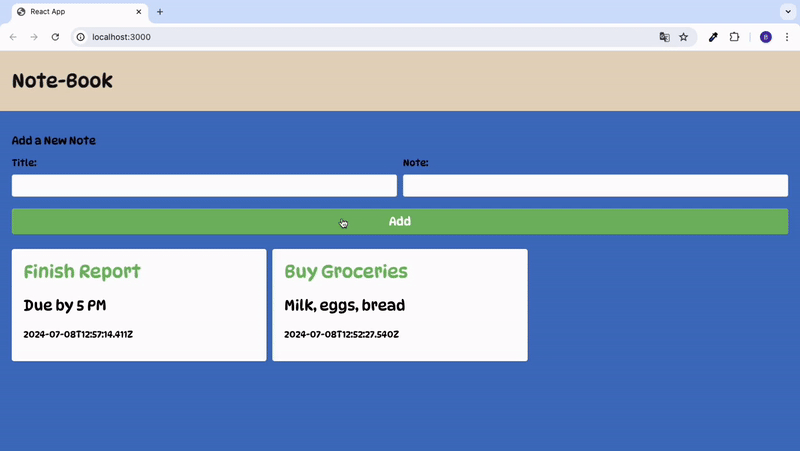 React App
localhost:3000
Note-Book
Add a New Note
Title:
Note:
Add
Finish Report
Due by 5 PM
2024-07-08T12:57:14.411Z
Buy Groceries
Milk, eggs, bread
2024-07-08T12:52:27.540Z